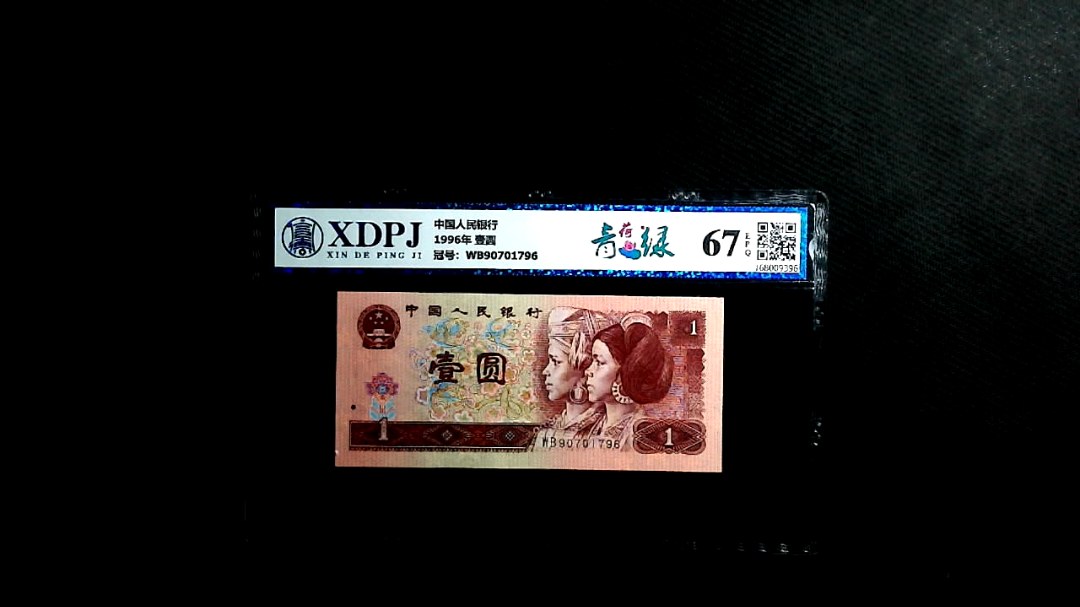 XDPJ
XIN DE PING JI
中国人民银行
1996年 壹圆
冠号：WB90701796
青荷绿
67
EPQ
中国人民银行
1
壹圆
1
WB90701796
1